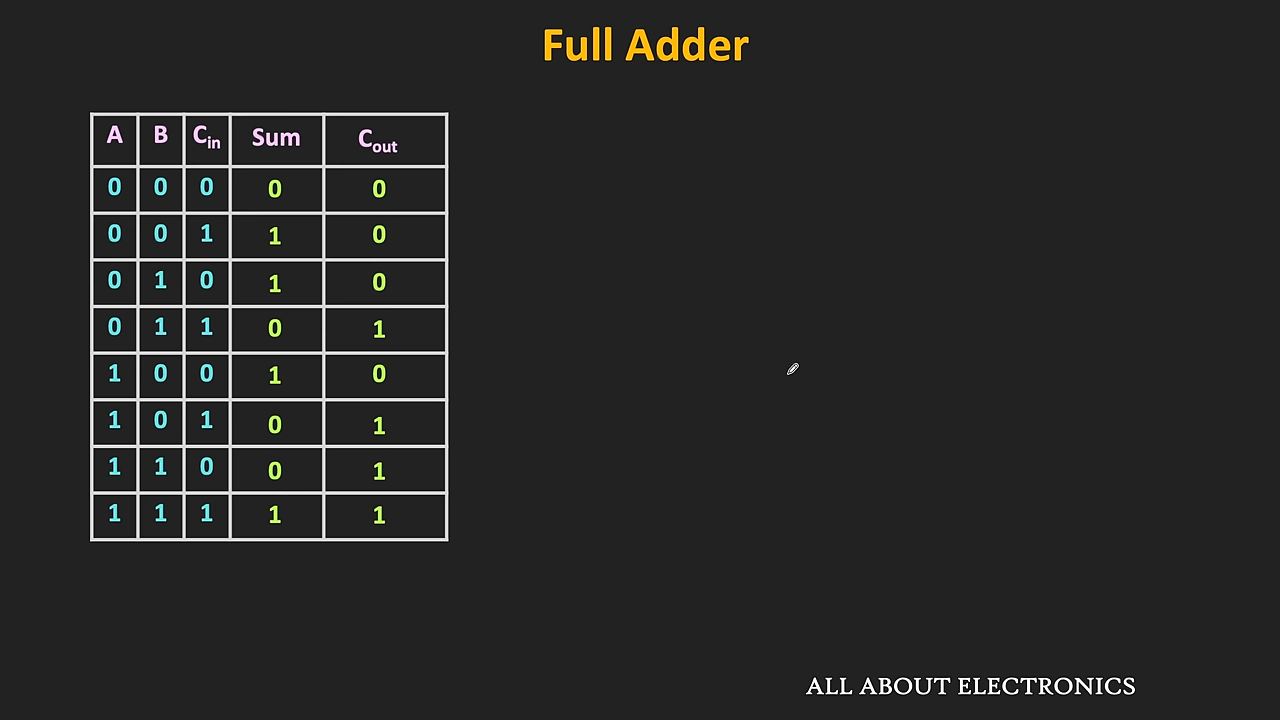 Full Adder
A B Cin Sum Cout
0 0 0 0 0
0 0 1 1 0
0 1 0 1 0
0 1 1 0 1
1 0 0 1 0
1 0 1 0 1
1 1 0 0 1
1 1 1 1 1
ALL ABOUT ELECTRONICS